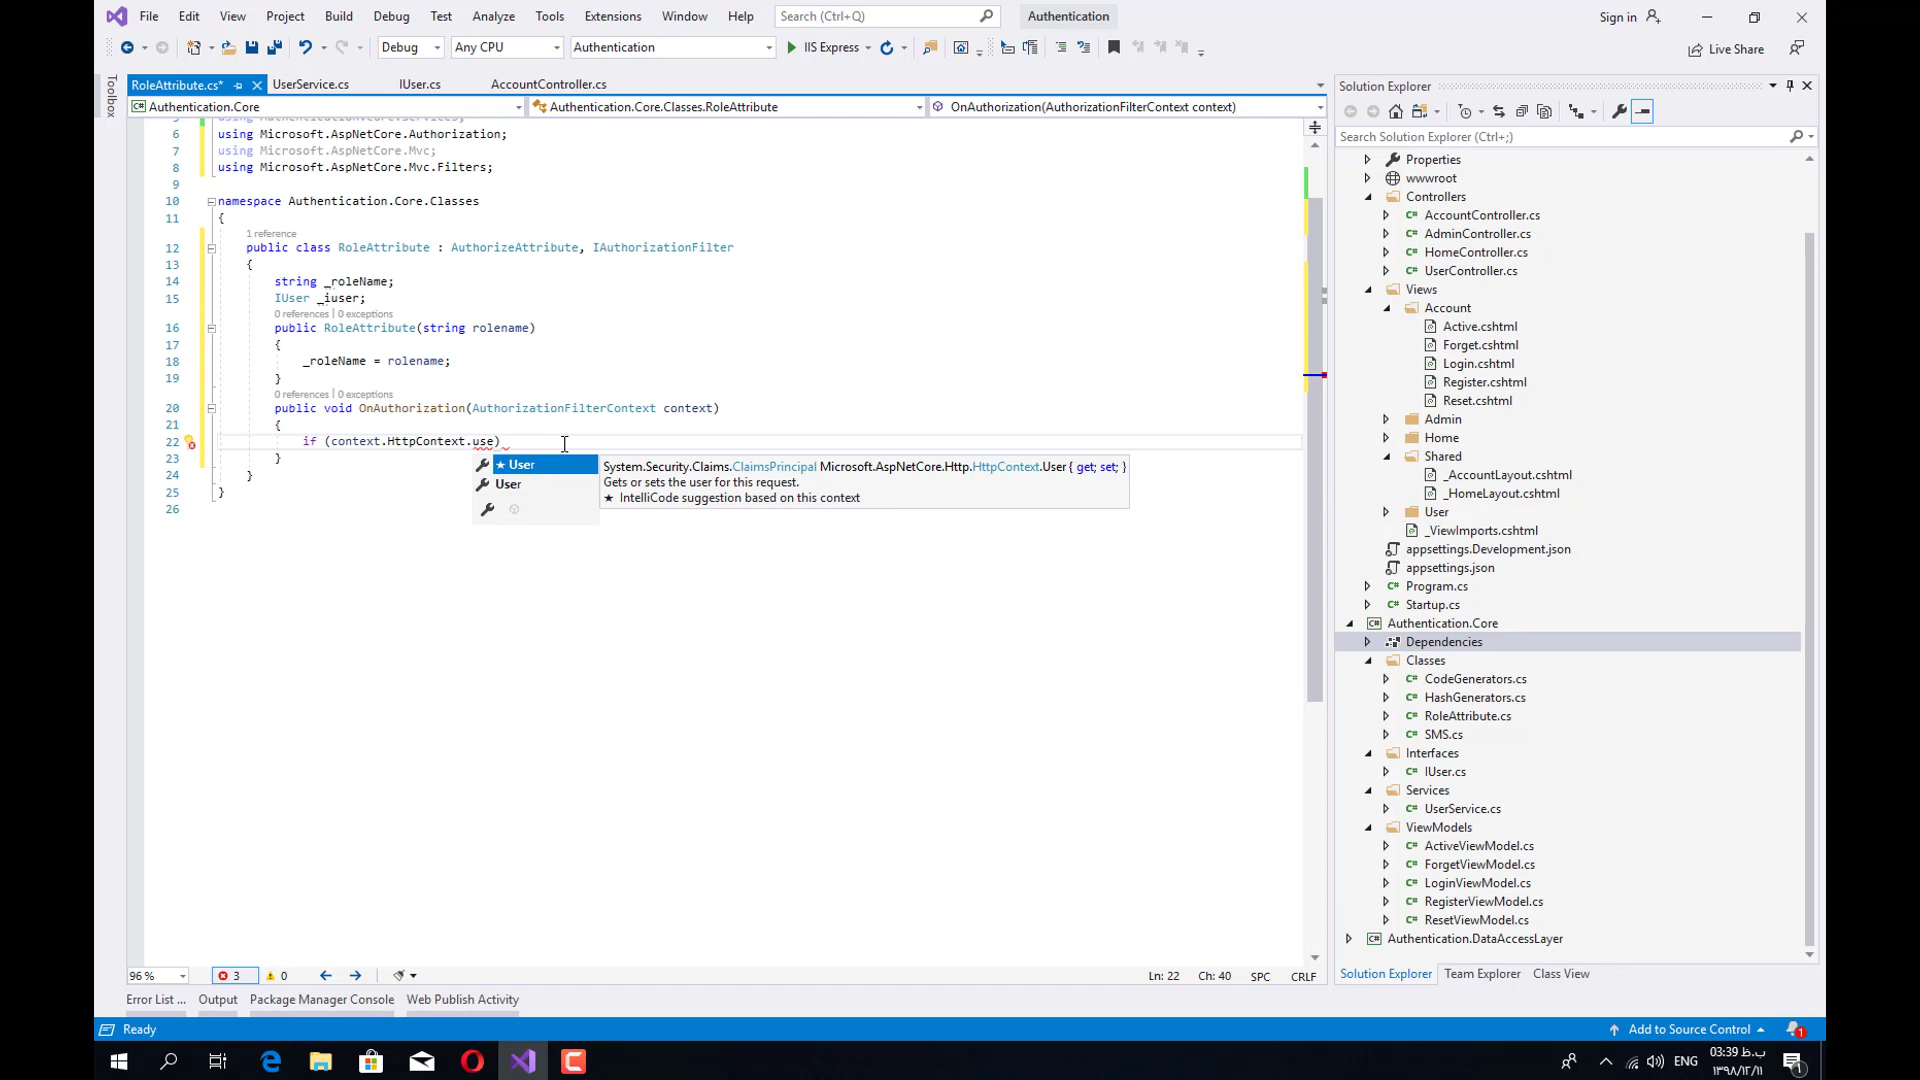 File Edit View Project Build Debug Test Analyze Tools Extensions Window Help Search (Ctrl+Q) Authentication Sign in
Debug Any CPU Authentication IIS Express Live Share
Toolbox
RoleAttribute.cs* UserService.cs IUser.cs AccountController.cs
Authentication.Core Authentication.Core.Classes.RoleAttribute OnAuthorization(AuthorizationFilterContext context)
5 using Authentication.Core.Services;
6 using Microsoft.AspNetCore.Authorization;
7 using Microsoft.AspNetCore.Mvc;
8 using Microsoft.AspNetCore.Mvc.Filters;
9
10 namespace Authentication.Core.Classes
11 {
1 reference
12 public class RoleAttribute : AuthorizeAttribute, IAuthorizationFilter
13 {
14 string _roleName;
15 IUser _iuser;
0 references | 0 exceptions
16 public RoleAttribute(string rolename)
17 {
18 _roleName = rolename;
19 }
0 references | 0 exceptions
20 public void OnAuthorization(AuthorizationFilterContext context)
21 {
22 if (context.HttpContext.use)
23 }
24 }
25 }
26
★ User
User
System.Security.Claims.ClaimsPrincipal Microsoft.AspNetCore.Http.HttpContext.User { get; set; }
Gets or sets the user for this request.
★ IntelliCode suggestion based on this context
Solution Explorer
Search Solution Explorer (Ctrl+;)
Properties
wwwroot
Controllers
C# AccountController.cs
C# AdminController.cs
C# HomeController.cs
C# UserController.cs
Views
Account
Active.cshtml
Forget.cshtml
Login.cshtml
Register.cshtml
Reset.cshtml
Admin
Home
Shared
_AccountLayout.cshtml
_HomeLayout.cshtml
User
_ViewImports.cshtml
appsettings.Development.json
appsettings.json
C# Program.cs
C# Startup.cs
C# Authentication.Core
Dependencies
Classes
C# CodeGenerators.cs
C# HashGenerators.cs
C# RoleAttribute.cs
C# SMS.cs
Interfaces
C# IUser.cs
Services
C# UserService.cs
ViewModels
C# ActiveViewModel.cs
C# ForgetViewModel.cs
C# LoginViewModel.cs
C# RegisterViewModel.cs
C# ResetViewModel.cs
C# Authentication.DataAccessLayer
Solution Explorer Team Explorer Class View
96 % 3 0 Ln: 22 Ch: 40 SPC CRLF
Error List ... Output Package Manager Console Web Publish Activity
Ready Add to Source Control 1
ENG 03:39 ب.ظ
۱۳۹۸/۱۲/۱۱ 1